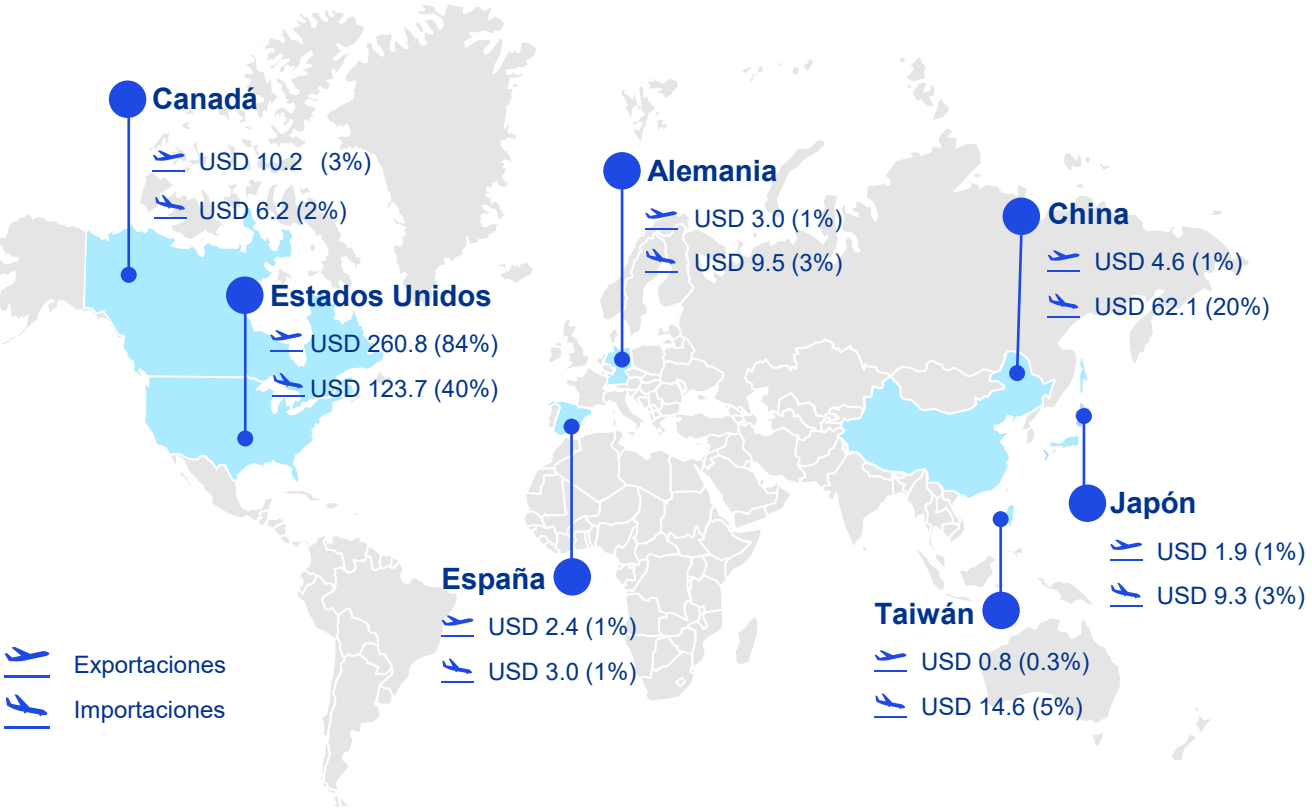 Canadá
USD 10.2 (3%)
USD 6.2 (2%)
Estados Unidos
USD 260.8 (84%)
USD 123.7 (40%)
Alemania
USD 3.0 (1%)
USD 9.5 (3%)
China
USD 4.6 (1%)
USD 62.1 (20%)
Japón
USD 1.9 (1%)
USD 9.3 (3%)
España
USD 2.4 (1%)
USD 3.0 (1%)
Taiwán
USD 0.8 (0.3%)
USD 14.6 (5%)
Exportaciones
Importaciones